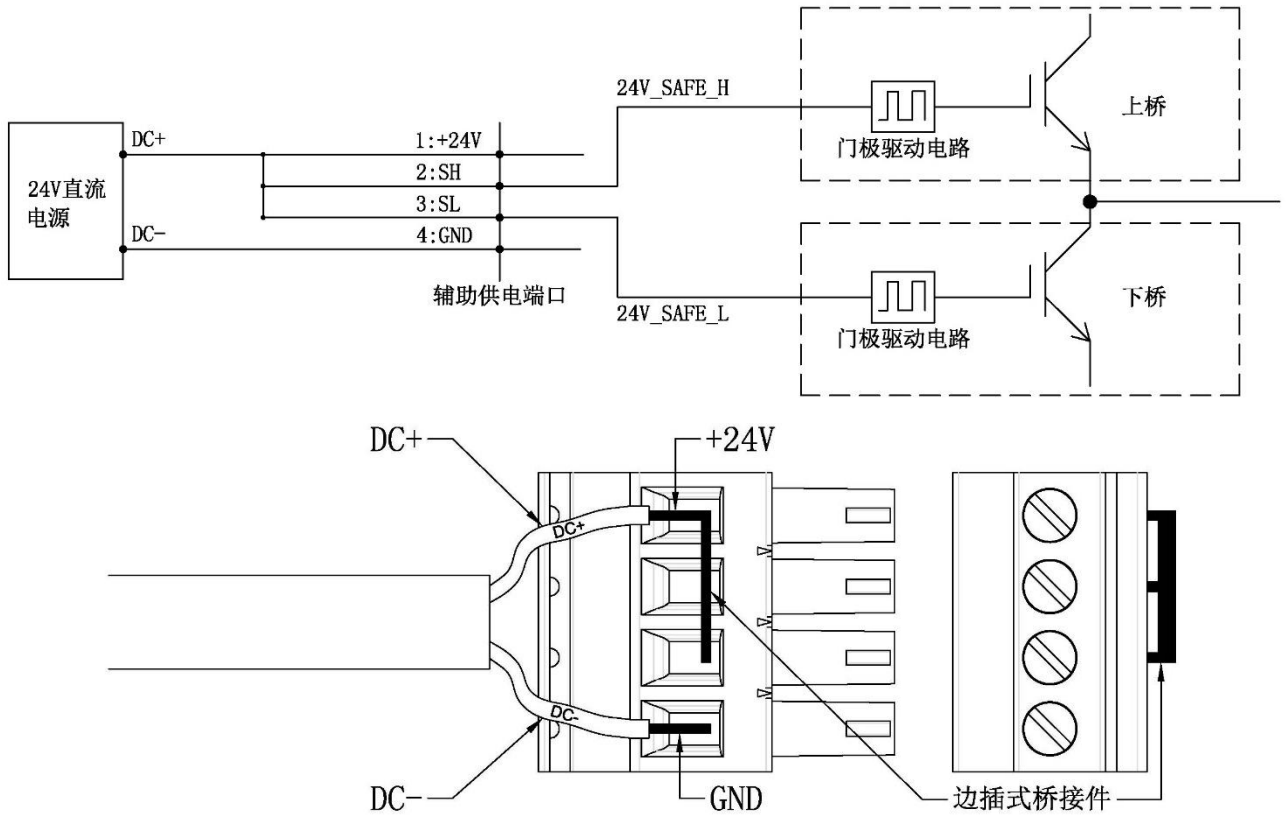 24V_SAFE_H
上桥
门极驱动电路
DC+
1:+24V
2:SH
24V直流
电源
3:SL
DC-
4:GND
辅助供电端口
24V_SAFE_L
下桥
门极驱动电路
DC+
+24V
DC+
DC-
DC-
GND
边插式桥接件